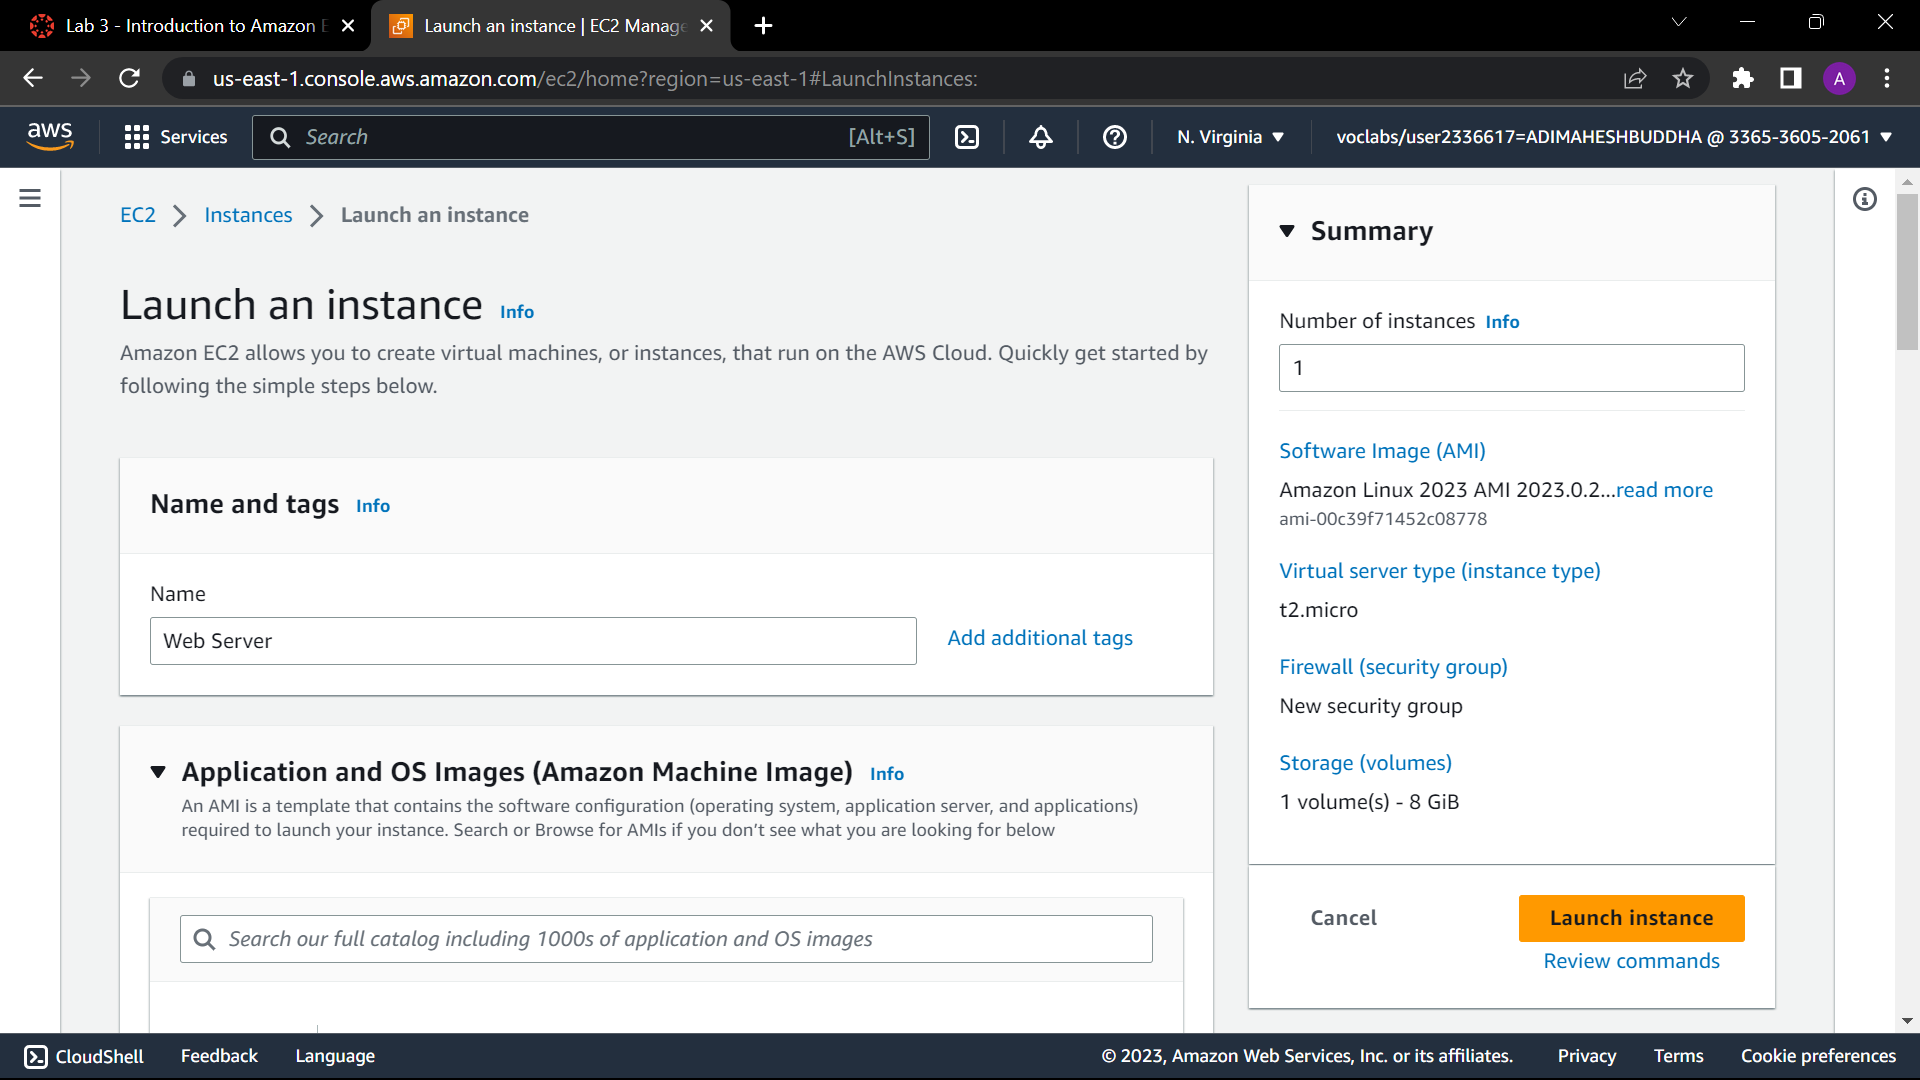 Lab 3 - Introduction to Amazon E
Launch an instance | EC2 Manage
us-east-1.console.aws.amazon.com/ec2/home?region=us-east-1#LaunchInstances:
A
aws
Services
Search
[Alt+S]
N. Virginia
voclabs/user2336617=ADIMAHESHBUDDHA @ 3365-3605-2061
EC2 > Instances > Launch an instance
Launch an instance Info
Amazon EC2 allows you to create virtual machines, or instances, that run on the AWS Cloud. Quickly get started by
following the simple steps below.
Name and tags Info
Name
Web Server
Add additional tags
Application and OS Images (Amazon Machine Image) Info
An AMI is a template that contains the software configuration (operating system, application server, and applications)
required to launch your instance. Search or Browse for AMIs if you don't see what you are looking for below
Search our full catalog including 1000s of application and OS images
Summary
Number of instances Info
1
Software Image (AMI)
Amazon Linux 2023 AMI 2023.0.2...read more
ami-00c39f71452c08778
Virtual server type (instance type)
t2.micro
Firewall (security group)
New security group
Storage (volumes)
1 volume(s) - 8 GiB
Cancel
Launch instance
Review commands
CloudShell
Feedback
Language
© 2023, Amazon Web Services, Inc. or its affiliates.
Privacy
Terms
Cookie preferences